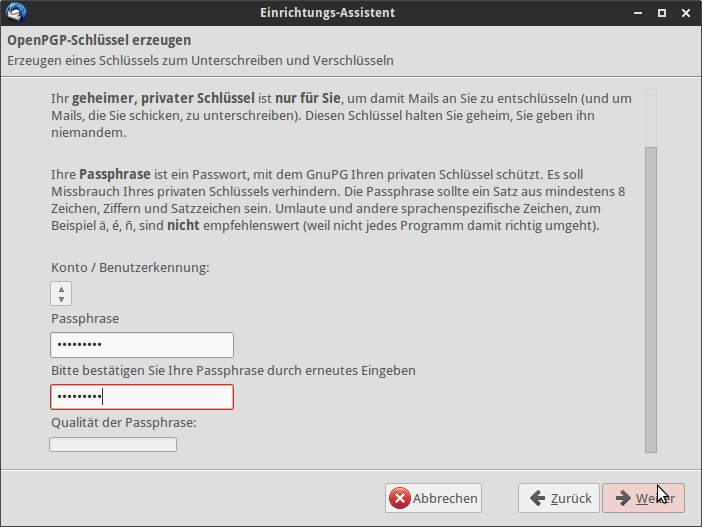 Einrichtungs-Assistent
OpenPGP-Schlüssel erzeugen
Erzeugen eines Schlüssels zum Unterschreiben und Verschlüsseln
Ihr geheimer, privater Schlüssel ist nur für Sie, um damit Mails an Sie zu entschlüsseln (und um
Mails, die Sie schicken, zu unterschreiben). Diesen Schlüssel halten Sie geheim, Sie geben ihn
niemandem.
Ihre Passphrase ist ein Passwort, mit dem GnuPG Ihren privaten Schlüssel schützt. Es soll
Missbrauch Ihres privaten Schlüssels verhindern. Die Passphrase sollte ein Satz aus mindestens 8
Zeichen, Ziffern und Satzzeichen sein. Umlaute und andere sprachenspezifische Zeichen, zum
Beispiel ä, é, ñ, sind nicht empfehlenswert (weil nicht jedes Programm damit richtig umgeht).
Konto / Benutzerkennung:
Passphrase
•••••••••
Bitte bestätigen Sie Ihre Passphrase durch erneutes Eingeben
•••••••••
Qualität der Passphrase:
Abbrechen Zurück Weiter